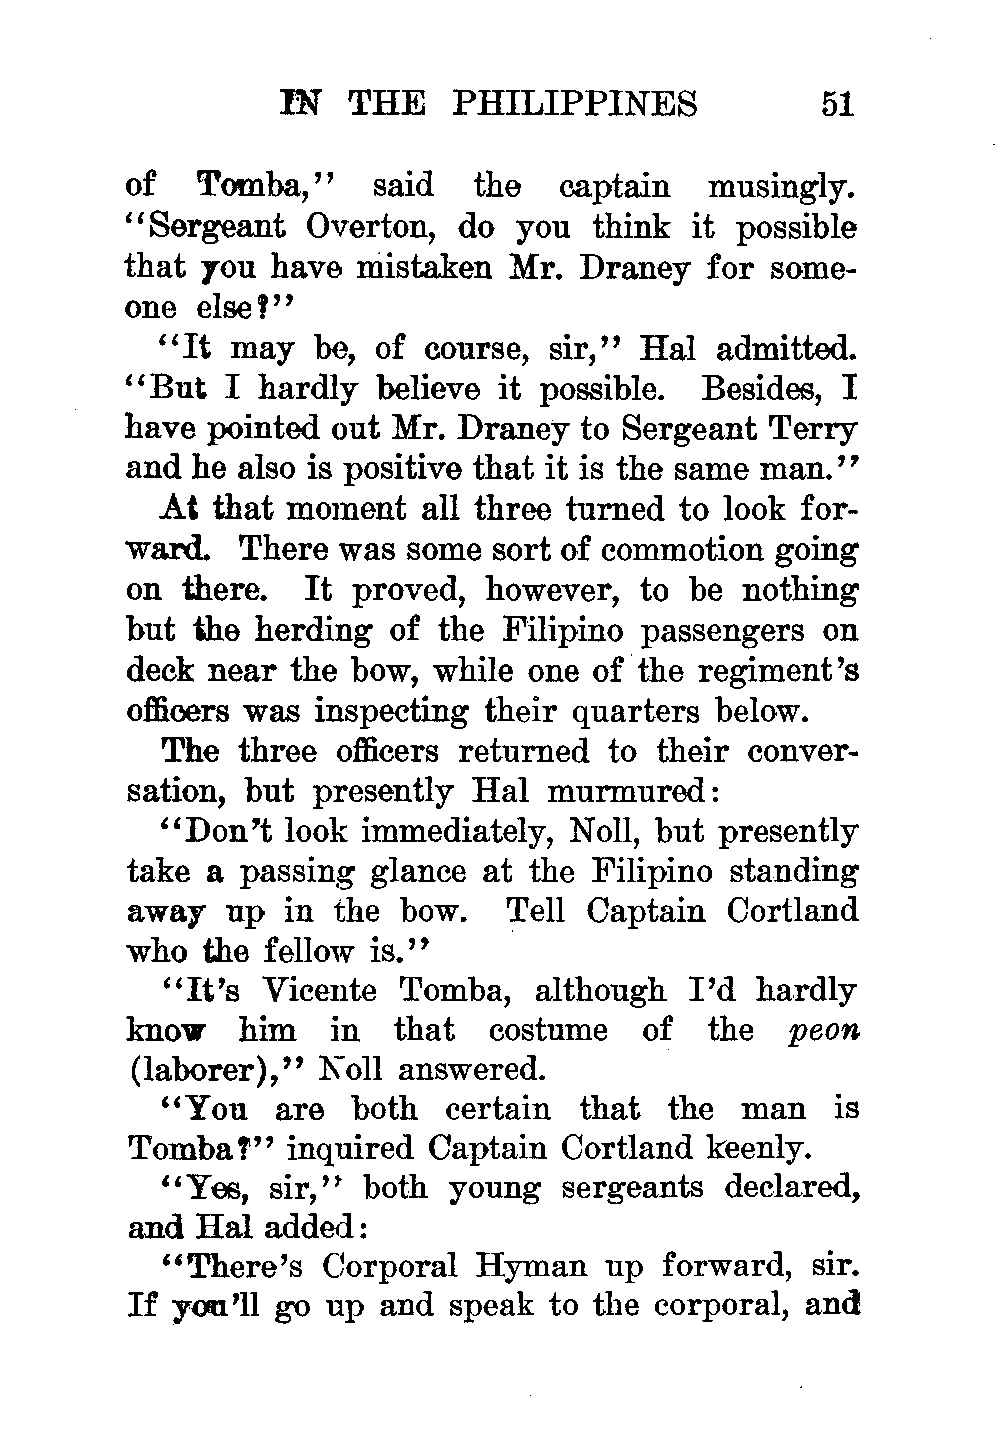 IN THE PHILIPPINES 51
of Tomba," said the captain musingly.
"Sergeant Overton, do you think it possible
that you have mistaken Mr. Draney for some-
one else?"
"It may be, of course, sir," Hal admitted.
"But I hardly believe it possible. Besides, I
have pointed out Mr. Draney to Sergeant Terry
and he also is positive that it is the same man."
At that moment all three turned to look for-
ward. There was some sort of commotion going
on there. It proved, however, to be nothing
but the herding of the Filipino passengers on
deck near the bow, while one of the regiment's
officers was inspecting their quarters below.
The three officers returned to their conver-
sation, but presently Hal murmured:
"Don't look immediately, Noll, but presently
take a passing glance at the Filipino standing
away up in the bow. Tell Captain Cortland
who the fellow is."
"It's Vicente Tomba, although I'd hardly
know him in that costume of the peon
(laborer)," Noll answered.
"You are both certain that the man is
Tomba?" inquired Captain Cortland keenly.
"Yes, sir," both young sergeants declared,
and Hal added:
"There's Corporal Hyman up forward, sir.
If you'll go up and speak to the corporal, and